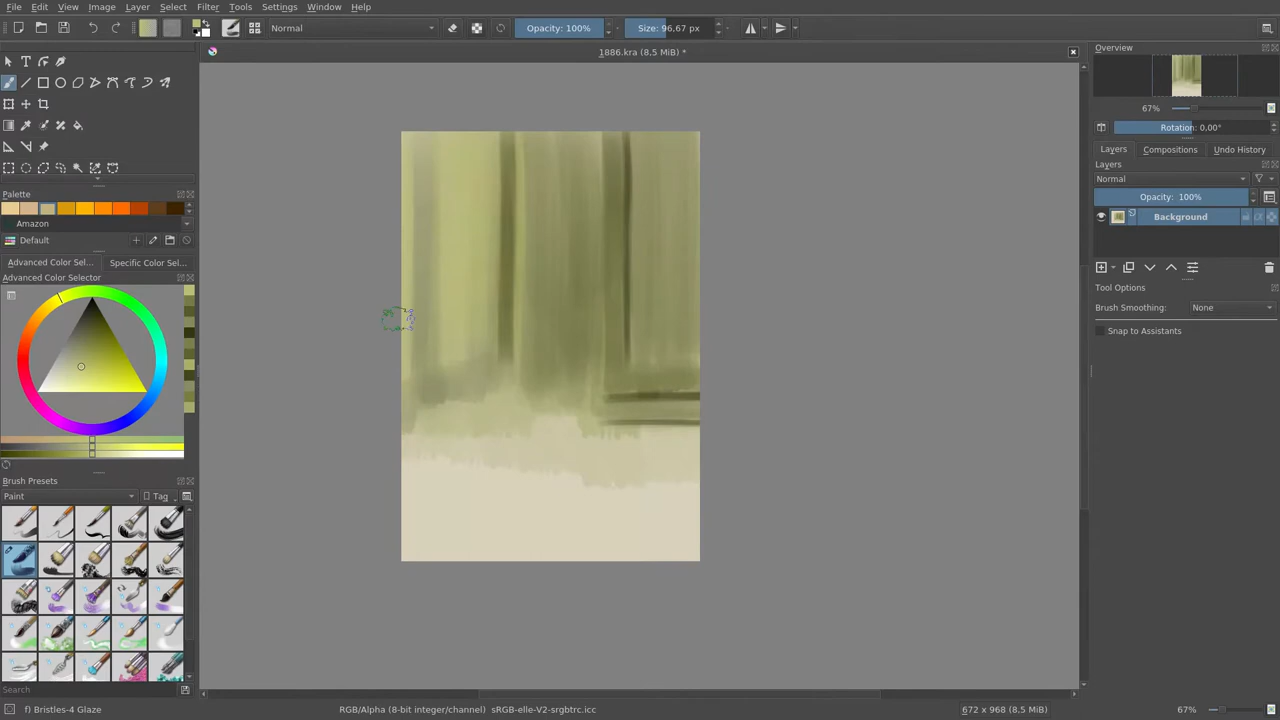 File Edit View Image Layer Select Filter Tools Settings Window Help
Normal Opacity: 100% Size: 96.67 px
1886.kra (8,5 MiB) *
Overview
67%
Rotation: 0,00°
Layers Compositions Undo History
Layers
Normal
Opacity: 100%
Background
Tool Options
Brush Smoothing: None
Snap to Assistants
Palette
Amazon
Default
Advanced Color Sel... Specific Color Sel...
Advanced Color Selector
Brush Presets
Paint Tag
Search
f) Bristles-4 Glaze RGB/Alpha (8-bit integer/channel) sRGB-elle-V2-srgbtrc.icc 672 x 968 (8,5 MiB) 67%